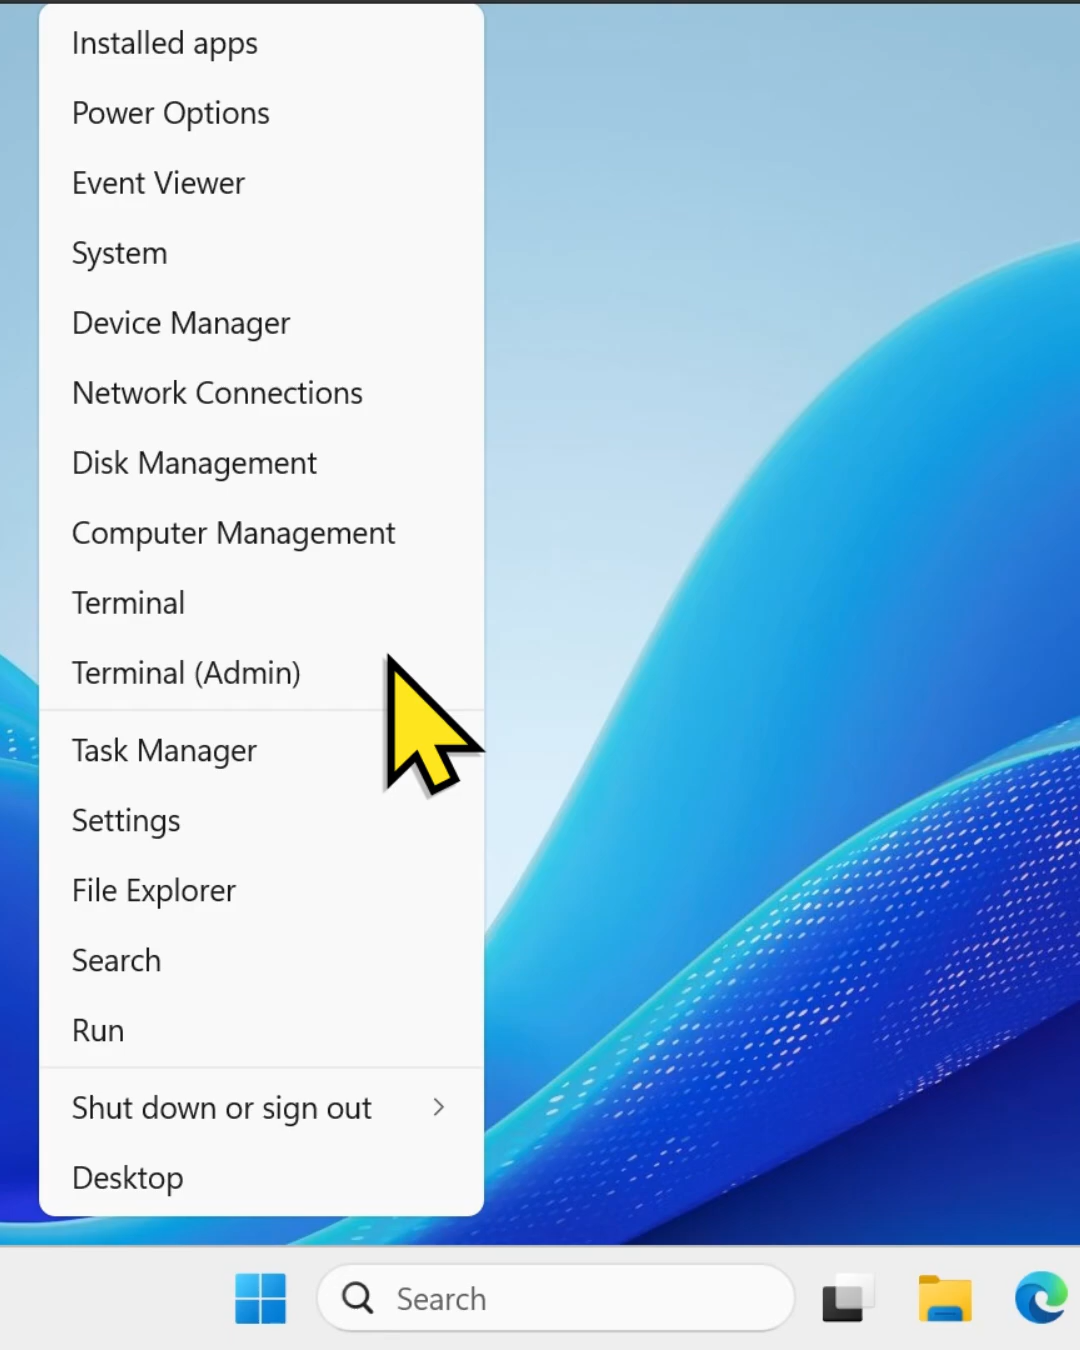 Installed apps
Power Options
Event Viewer
System
Device Manager
Network Connections
Disk Management
Computer Management
Terminal
Terminal (Admin)
Task Manager
Settings
File Explorer
Search
Run
Shut down or sign out
Desktop
Search